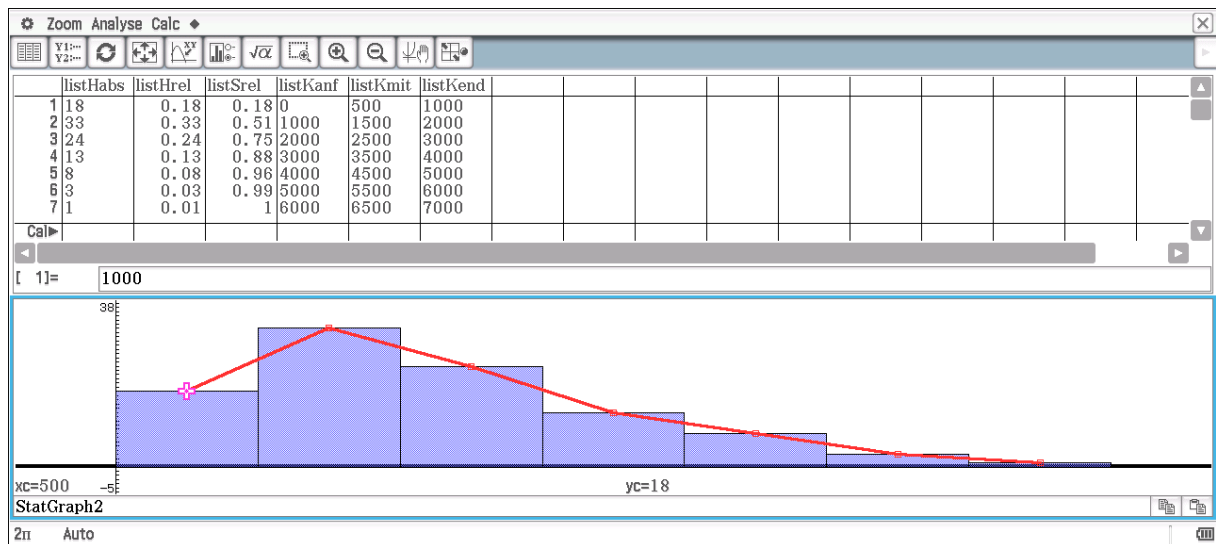 Zoom Analyse Calc ◆
Y1:... Y2:... XY √α
listHabs listHrel listSrel listKanf listKmit listKend
1 18 0.18 0.18 0 500 1000
2 33 0.33 0.51 1000 1500 2000
3 24 0.24 0.75 2000 2500 3000
4 13 0.13 0.88 3000 3500 4000
5 8 0.08 0.96 4000 4500 5000
6 3 0.03 0.99 5000 5500 6000
7 1 0.01 1 6000 6500 7000
Cal▶
[ 1]= 1000
38
xc=500 -5 yc=18
StatGraph2
2π Auto